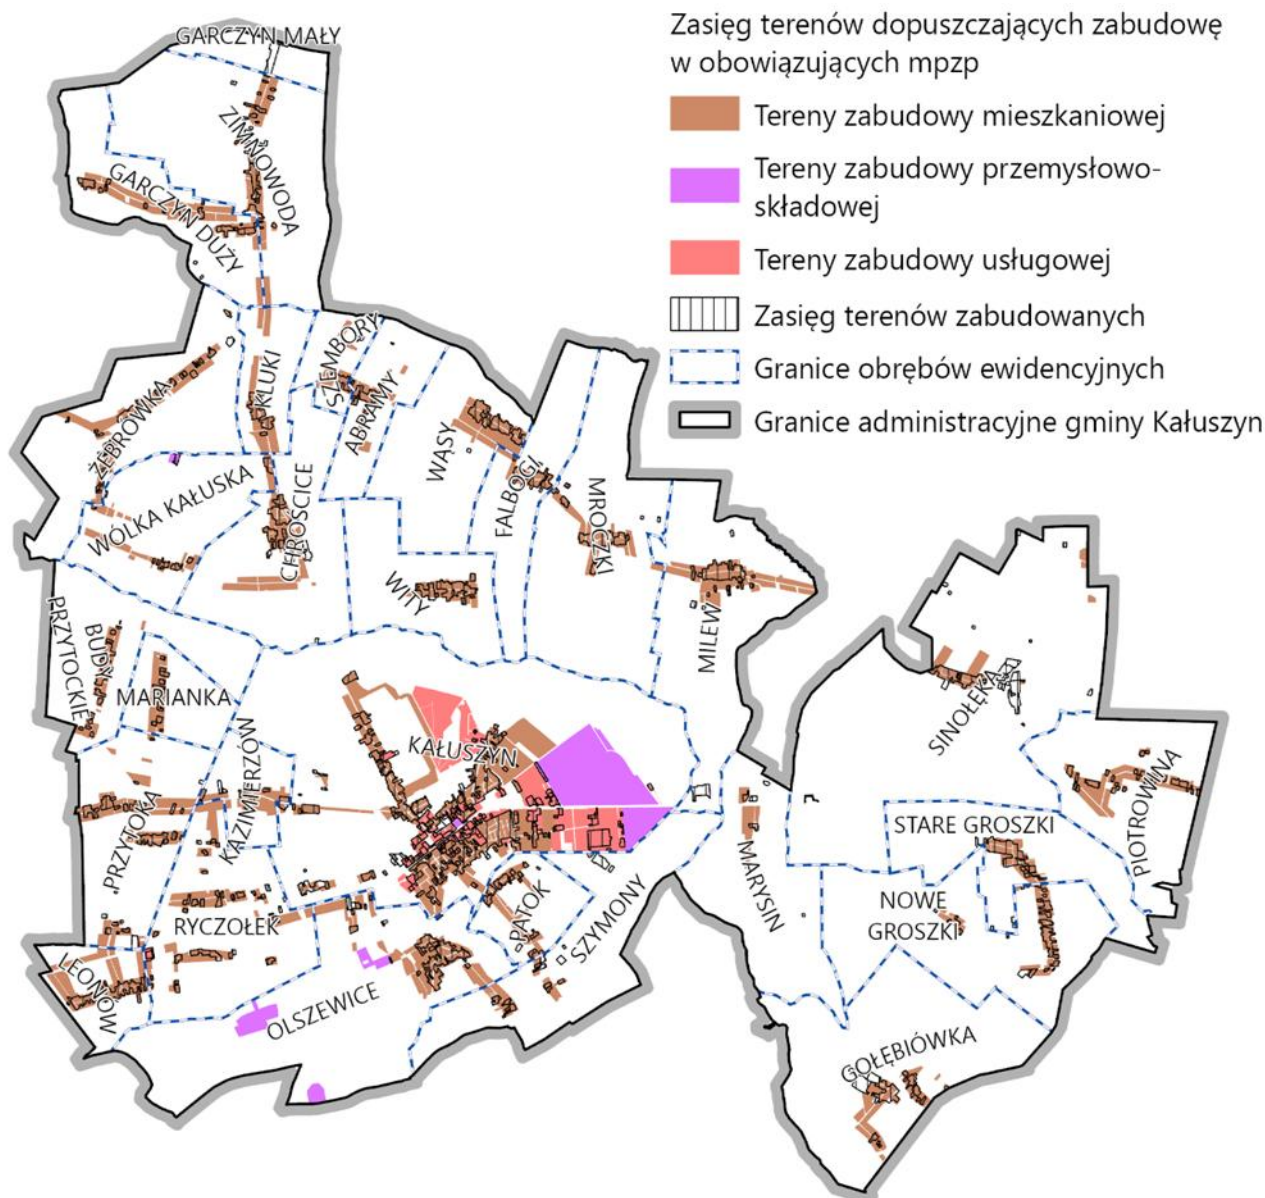 Zasięg terenów dopuszczających zabudowę
w obowiązujących mpzp
Tereny zabudowy mieszkaniowej
Tereny zabudowy przemysłowo-
składowej
Tereny zabudowy usługowej
Zasięg terenów zabudowanych
Granice obrębów ewidencyjnych
Granice administracyjne gminy Kałuszyn
GARCZYN MAŁY
ZIMNOWODA
GARCZYN DUŻY
SZEMBORY
KLUKI
ABRAMY
ŻEBRÓWKA
WĄSY
FALBOGI
MROCZKI
WÓLKA KAŁUSKA
CHROŚCICE
WITY
MILEW
PRZYTOCKIE
BUDY
MARIANKA
SINOŁĘKA
KAŁUSZYN
KAZIMIERZÓW
PIOTROWINA
PRZYTOKA
STARE GROSZKI
MARYSIN
NOWE
GROSZKI
PATOK
SZYMONY
RYCZOŁEK
LEONÓW
OLSZEWICE
GOŁĘBIÓWKA